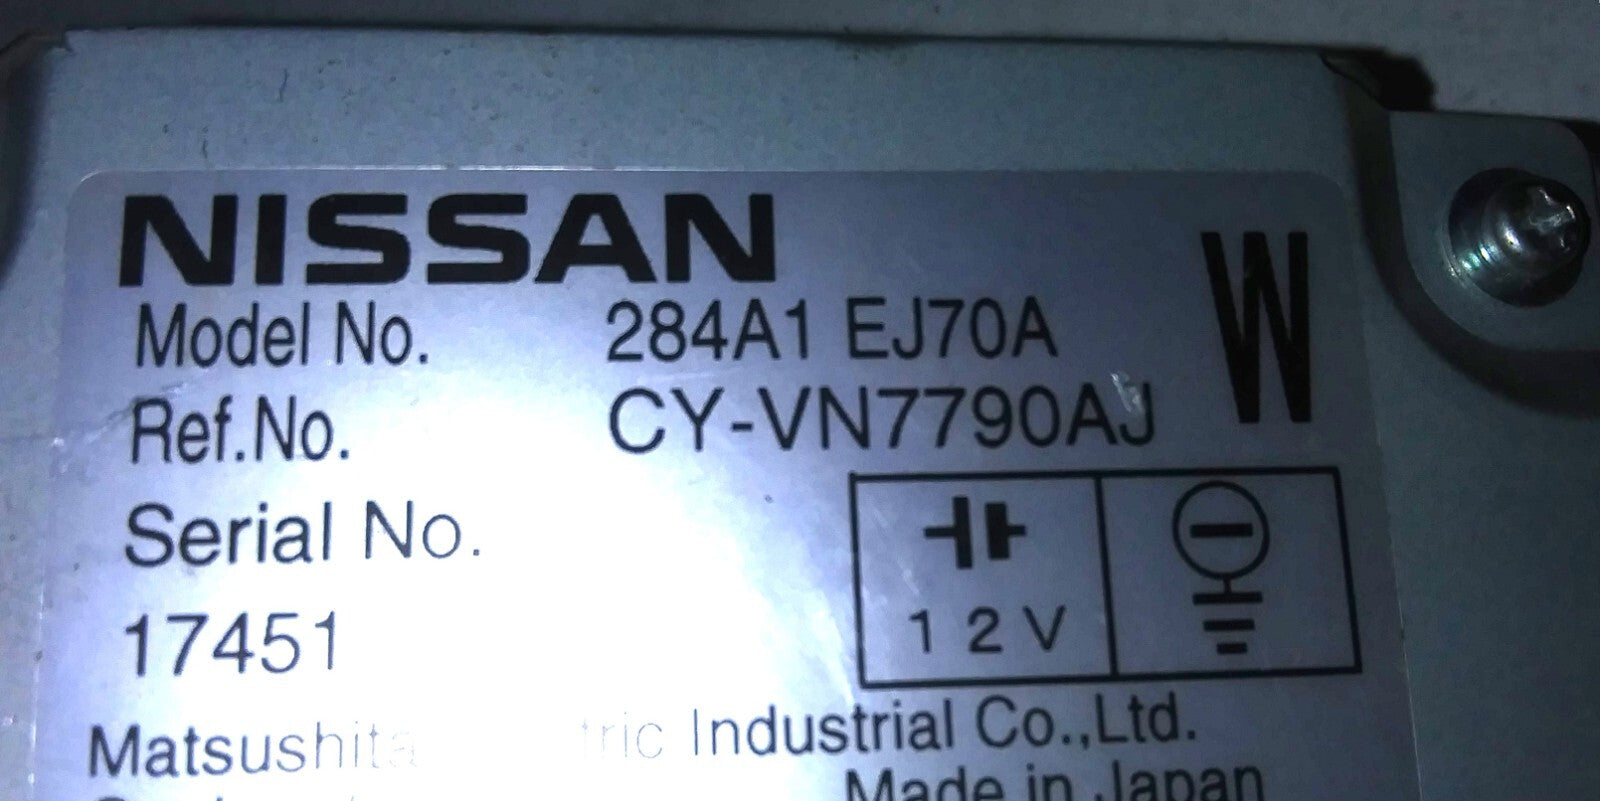 NISSAN
Model No. 284A1 EJ70A
W
Ref.No. CY-VN7790AJ
Serial No.
17451
12V
Matsushita tric Industrial Co.,Ltd.
Made in Japan